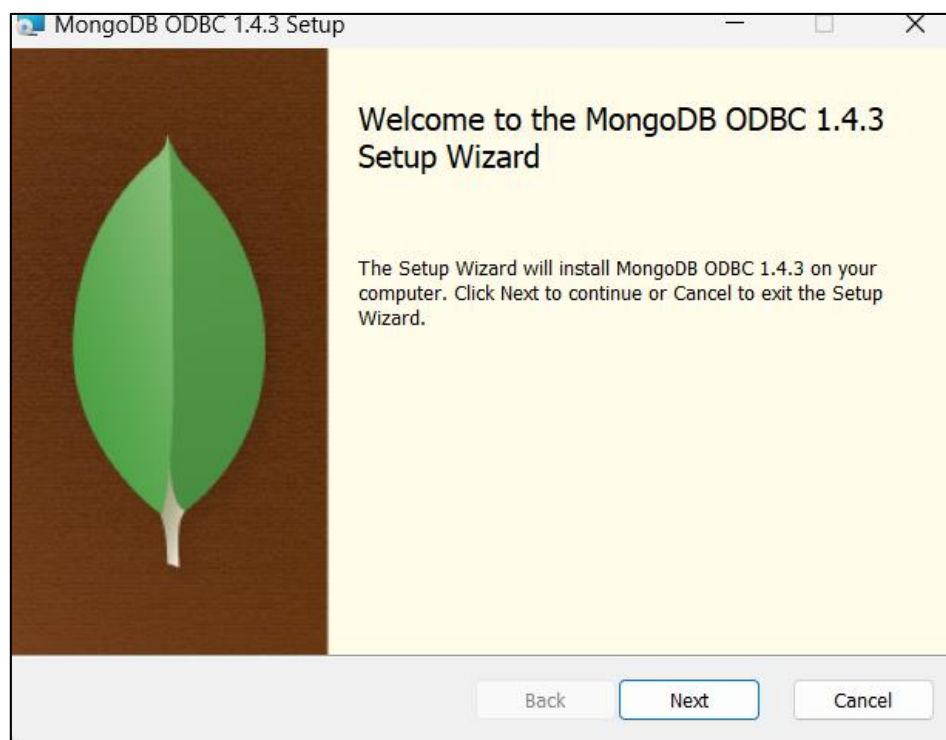 MongoDB ODBC 1.4.3 Setup
Welcome to the MongoDB ODBC 1.4.3
Setup Wizard
The Setup Wizard will install MongoDB ODBC 1.4.3 on your
computer. Click Next to continue or Cancel to exit the Setup
Wizard.
Back
Next
Cancel